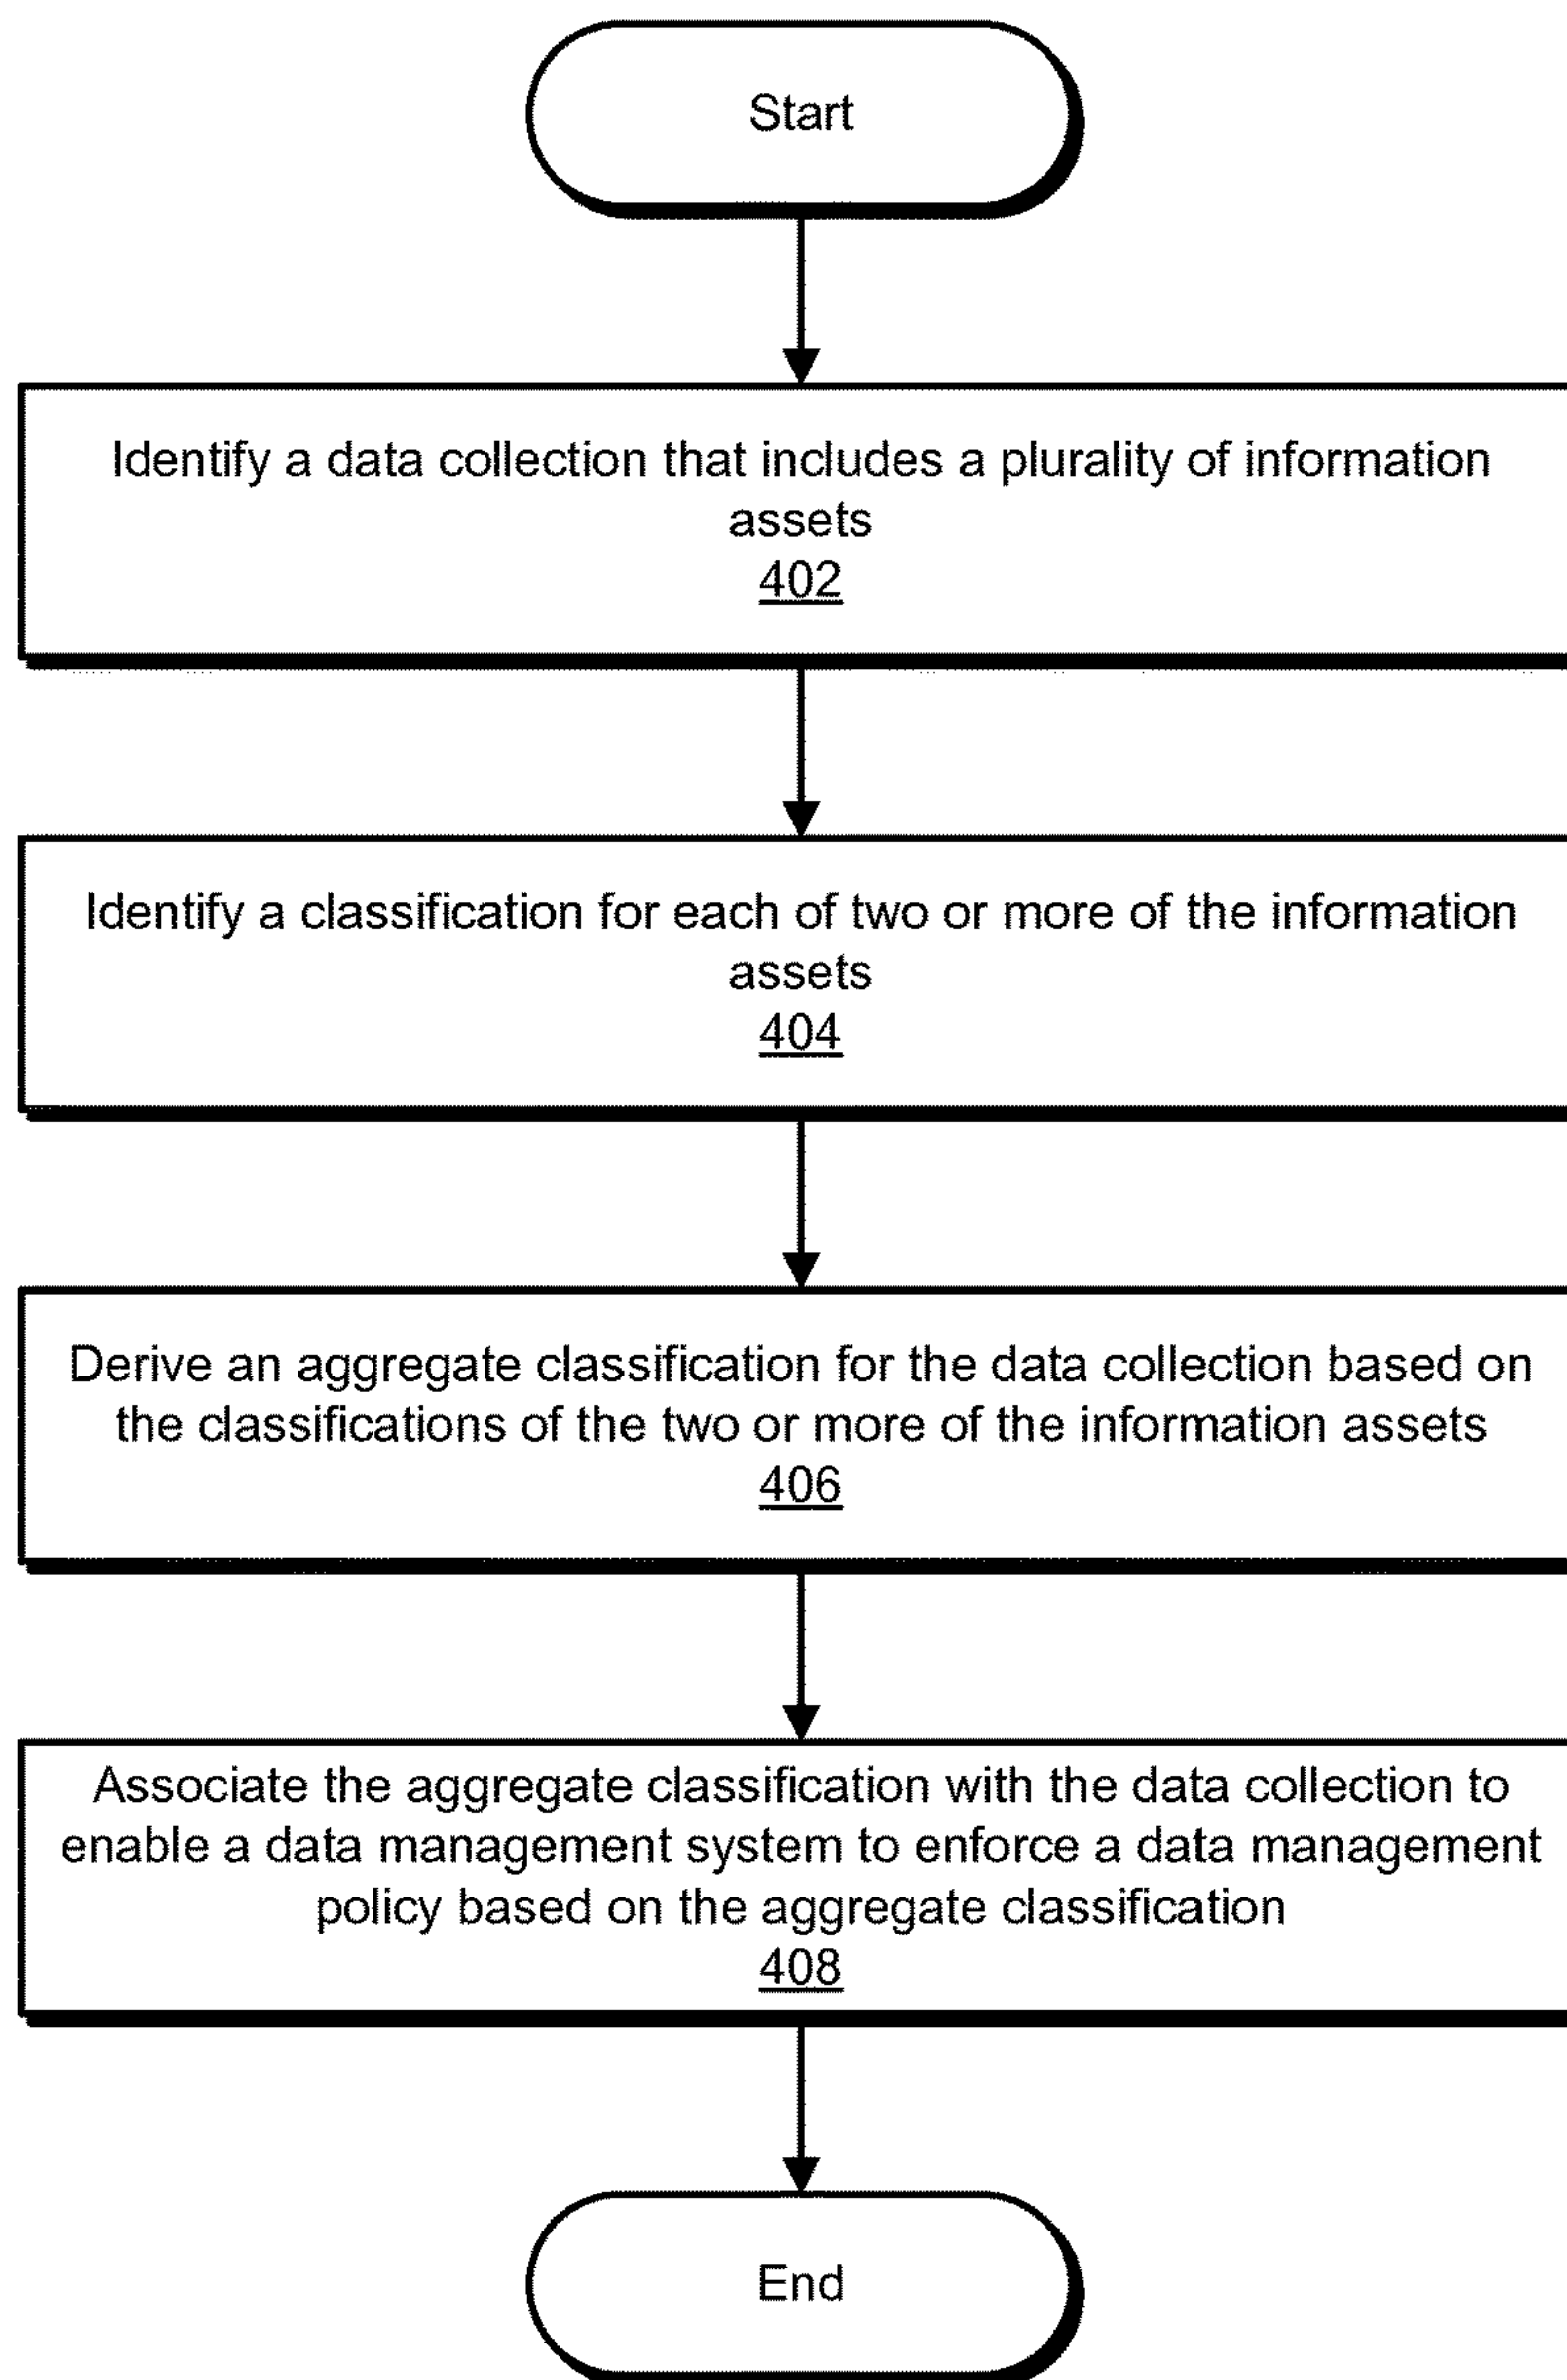 Start
Identify a data collection that includes a plurality of information
assets
402
Identify a classification for each of two or more of the information
assets
404
Derive an aggregate classification for the data collection based on
the classifications of the two or more of the information assets
406
Associate the aggregate classification with the data collection to
enable a data management system to enforce a data management
policy based on the aggregate classification
408
End